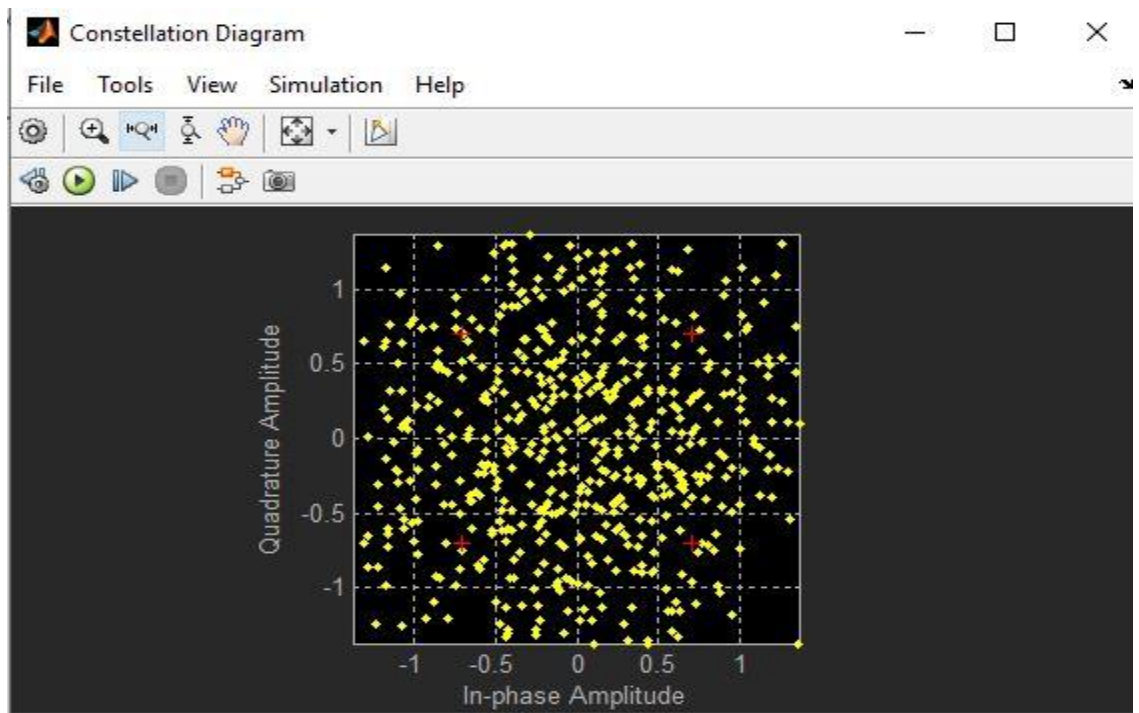 Constellation Diagram
File Tools View Simulation Help
1
0.5
0
-0.5
-1
Quadrature Amplitude
-1 -0.5 0 0.5 1
In-phase Amplitude